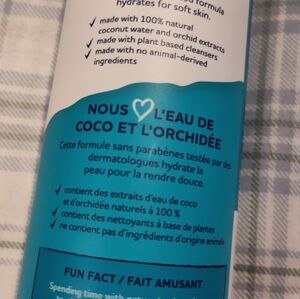 formula
hydrates for soft skin.
✓ made with 100% natural
coconut water and orchid extracts
✓ made with plant based cleansers
✓ made with no animal-derived
ingredients
NOUS ♡ L'EAU DE
COCO ET L'ORCHIDÉE
Cette formule sans parabènes testée par des
dermatologues hydrate la
peau pour la rendre douce.
✓ contient des extraits d'eau de coco
et d'orchidée naturels à 100 %
✓ contient des nettoyants à base de plantes
✓ ne contient pas d'ingrédients d'origine animale
FUN FACT / FAIT AMUSANT
Spending time with